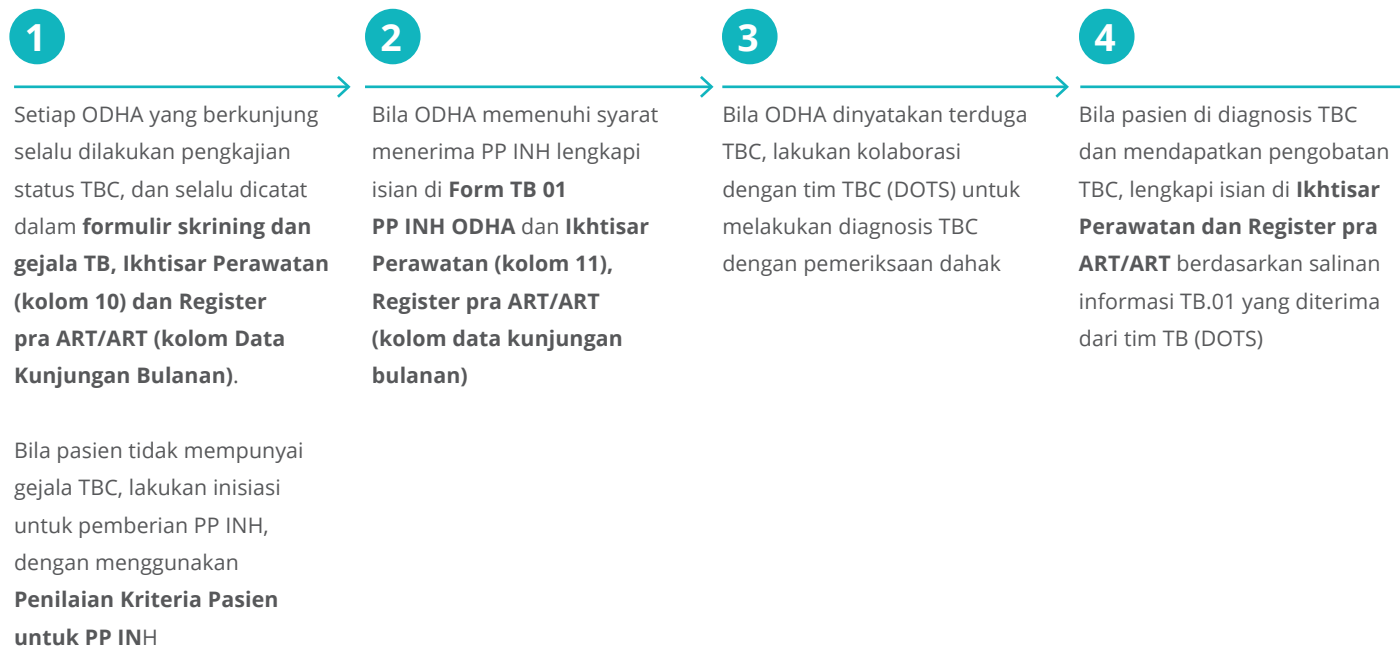 1
Setiap ODHA yang berkunjung
selalu dilakukan pengkajian
status TBC, dan selalu dicatat
dalam formulir skrining dan
gejala TB, Ikhtisar Perawatan
(kolom 10) dan Register
pra ART/ART (kolom Data
Kunjungan Bulanan).
Bila pasien tidak mempunyai
gejala TBC, lakukan inisiasi
untuk pemberian PP INH,
dengan menggunakan
Penilaian Kriteria Pasien
untuk PP INH
2
Bila ODHA memenuhi syarat
menerima PP INH lengkapi
isian di Form TB 01
PP INH ODHA dan Ikhtisar
Perawatan (kolom 11),
Register pra ART/ART
(kolom data kunjungan
bulanan)
3
Bila ODHA dinyatakan terduga
TBC, lakukan kolaborasi
dengan tim TBC (DOTS) untuk
melakukan diagnosis TBC
dengan pemeriksaan dahak
4
Bila pasien di diagnosis TBC
dan mendapatkan pengobatan
TBC, lengkapi isian di Ikhtisar
Perawatan dan Register pra
ART/ART berdasarkan salinan
informasi TB.01 yang diterima
dari tim TB (DOTS)